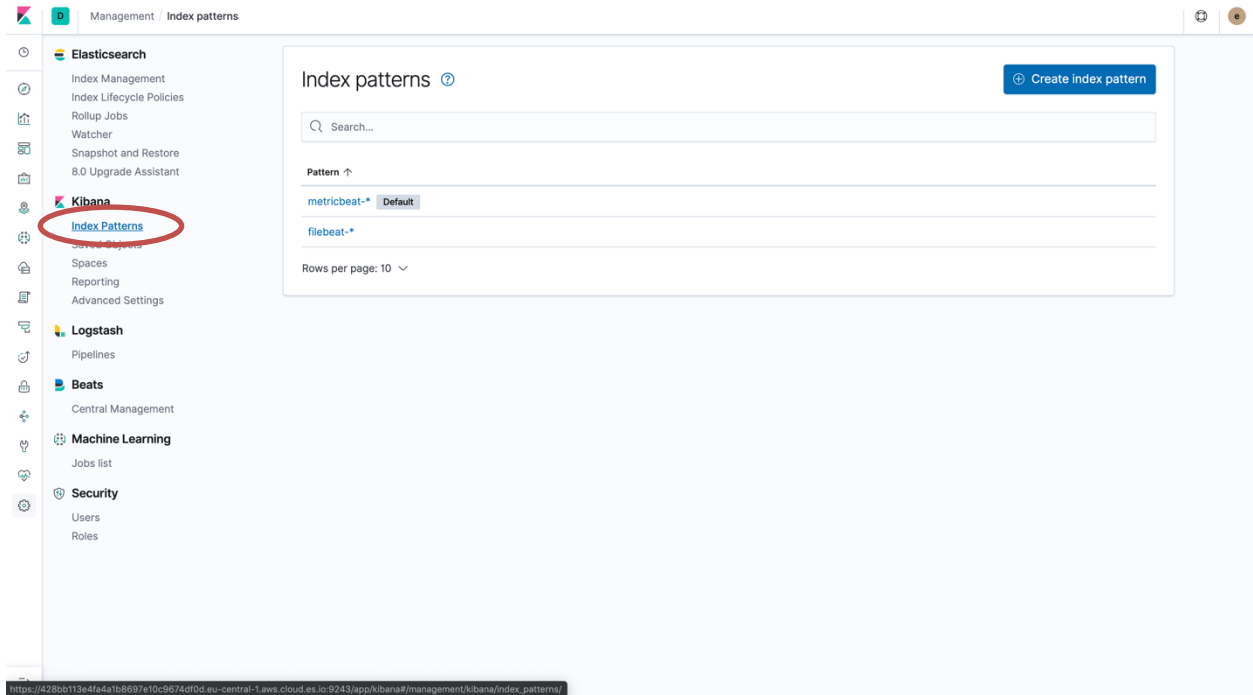 D Management / Index patterns e
Elasticsearch
Index Management
Index Lifecycle Policies
Rollup Jobs
Watcher
Snapshot and Restore
8.0 Upgrade Assistant
Kibana
Index Patterns
Saved Objects
Spaces
Reporting
Advanced Settings
Logstash
Pipelines
Beats
Central Management
Machine Learning
Jobs list
Security
Users
Roles
Index patterns ?
Create index pattern
Search...
Pattern ↑
metricbeat-* Default
filebeat-*
Rows per page: 10
https://428bb113e4fa4a1b8697e10c9674df0d.eu-central-1.aws.cloud.es.io:9243/app/kibana#/management/kibana/index_patterns/